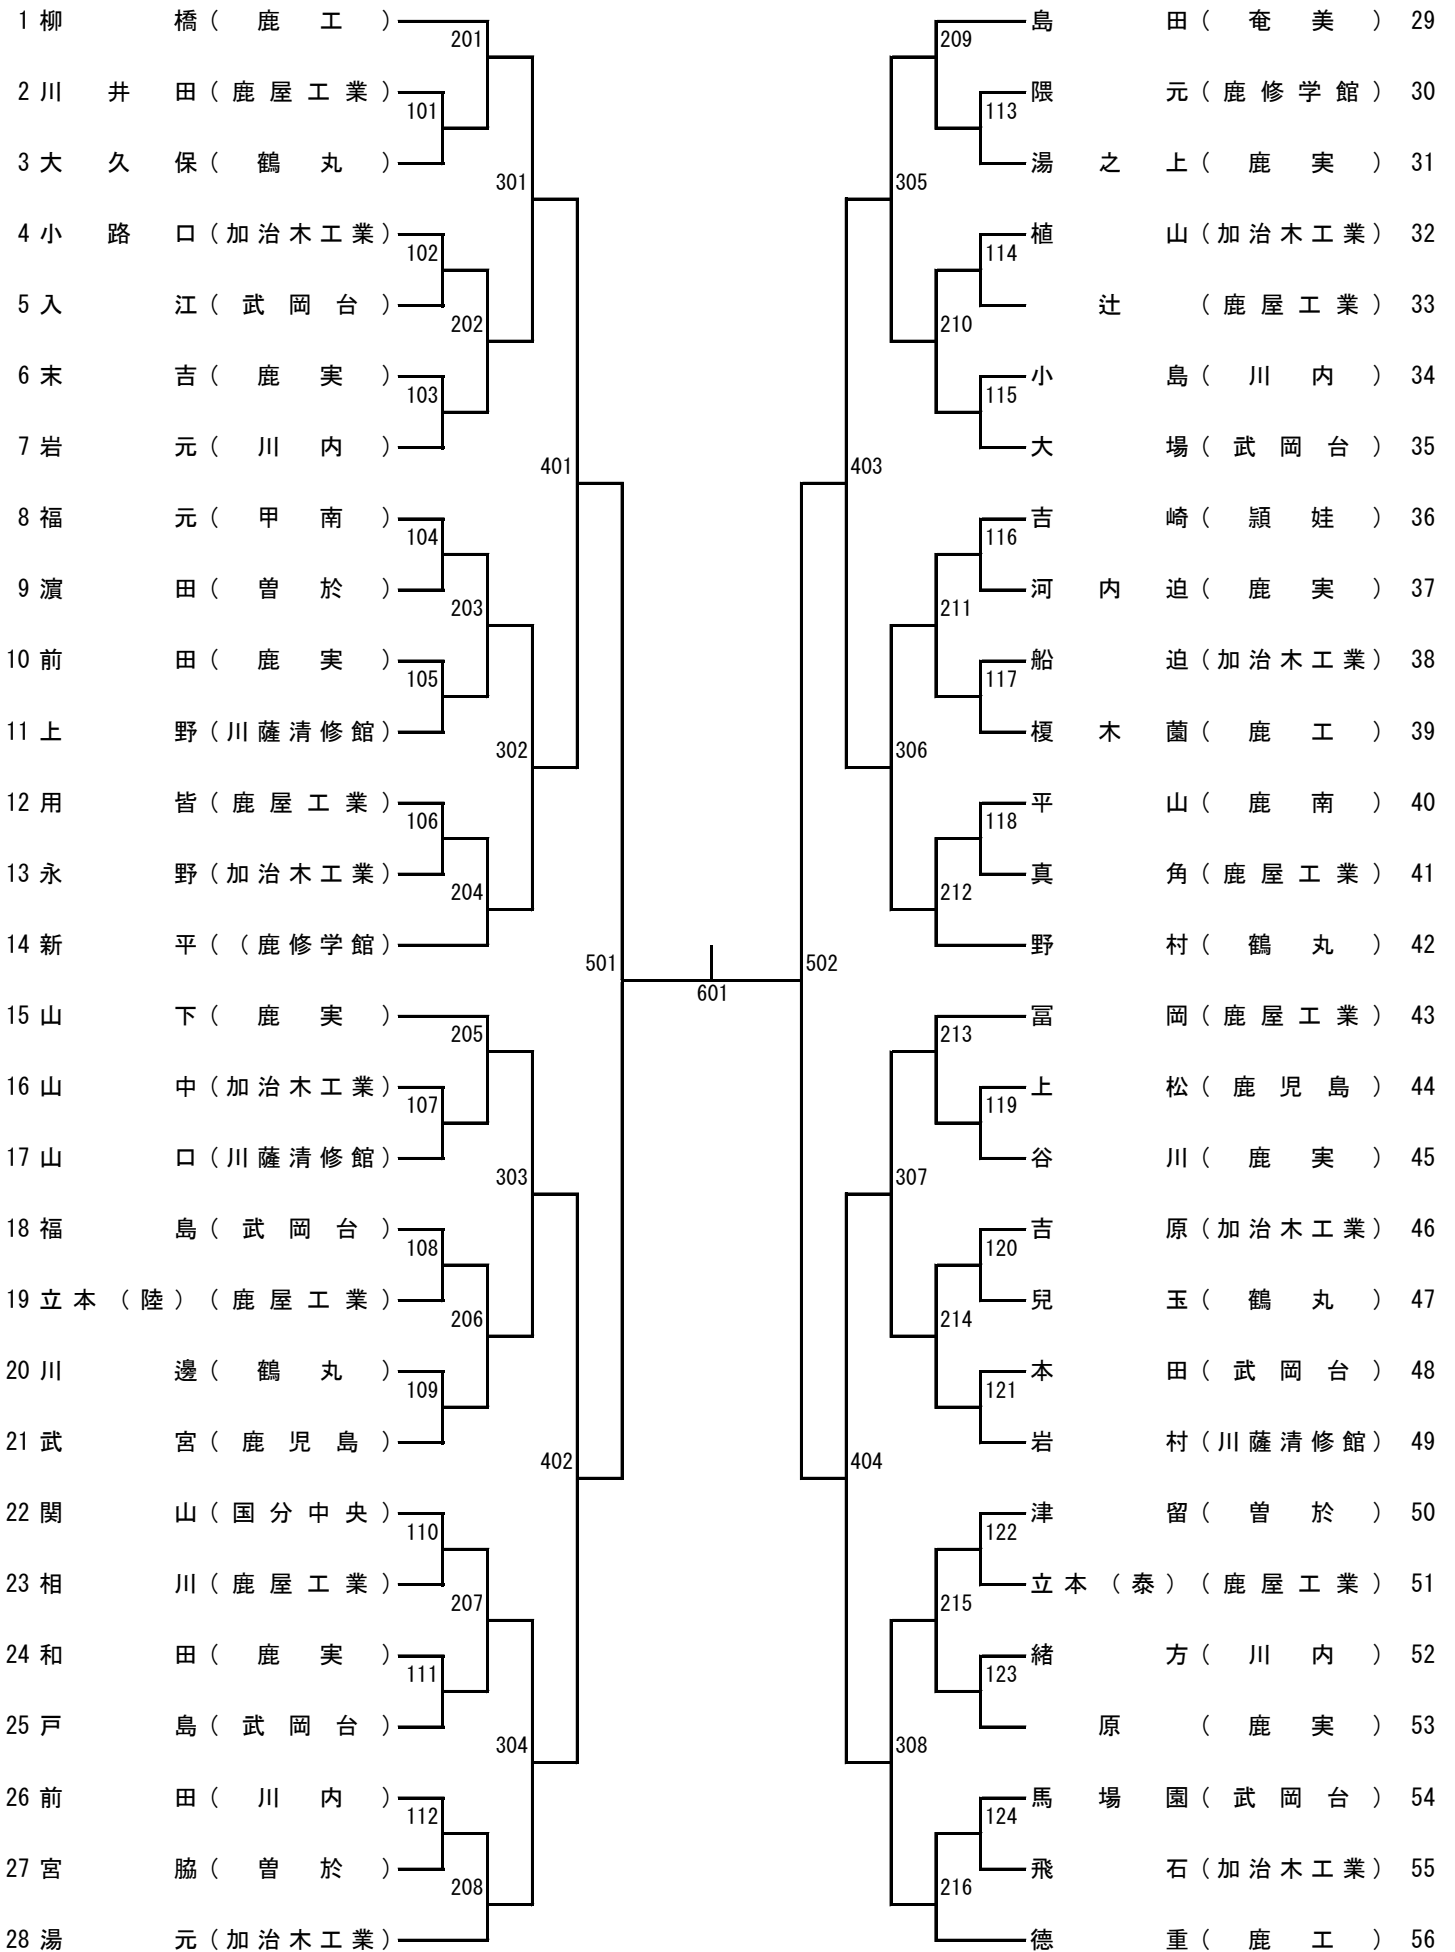 1 柳橋（鹿工）
201
2 川井田（鹿屋工業）
101
3 大久保（鶴丸）
301
4 小路口（加治木工業）
102
5 入江（武岡台）
202
6 末吉（鹿実）
103
7 岩元（川内）
401
8 福元（甲南）
104
9 濵田（曽於）
203
10 前田（鹿実）
105
11 上野（川薩清修館）
302
12 用皆（鹿屋工業）
106
13 永野（加治木工業）
204
14 新平（（鹿修学館）
501
15 山下（鹿実）
205
16 山中（加治木工業）
107
17 山口（川薩清修館）
303
18 福島（武岡台）
108
19 立本（陸）（鹿屋工業）
206
20 川邊（鶴丸）
109
21 武宮（鹿児島）
402
22 関山（国分中央）
110
23 相川（鹿屋工業）
207
24 和田（鹿実）
111
25 戸島（武岡台）
304
26 前田（川内）
112
27 宮脇（曽於）
208
28 湯元（加治木工業）
601
島田（奄美） 29
209
隈元（鹿修学館） 30
113
湯之上（鹿実） 31
305
植山（加治木工業） 32
114
辻（鹿屋工業） 33
210
小島（川内） 34
115
大場（武岡台） 35
403
吉崎（頴娃） 36
116
河内迫（鹿実） 37
211
船迫（加治木工業） 38
117
榎木薗（鹿工） 39
306
平山（鹿南） 40
118
真角（鹿屋工業） 41
212
野村（鶴丸） 42
502
冨岡（鹿屋工業） 43
213
上松（鹿児島） 44
119
谷川（鹿実） 45
307
吉原（加治木工業） 46
120
兒玉（鶴丸） 47
214
本田（武岡台） 48
121
岩村（川薩清修館） 49
404
津留（曽於） 50
122
立本（泰）（鹿屋工業） 51
215
緒方（川内） 52
123
原（鹿実） 53
308
馬場園（武岡台） 54
124
飛石（加治木工業） 55
216
德重（鹿工） 56